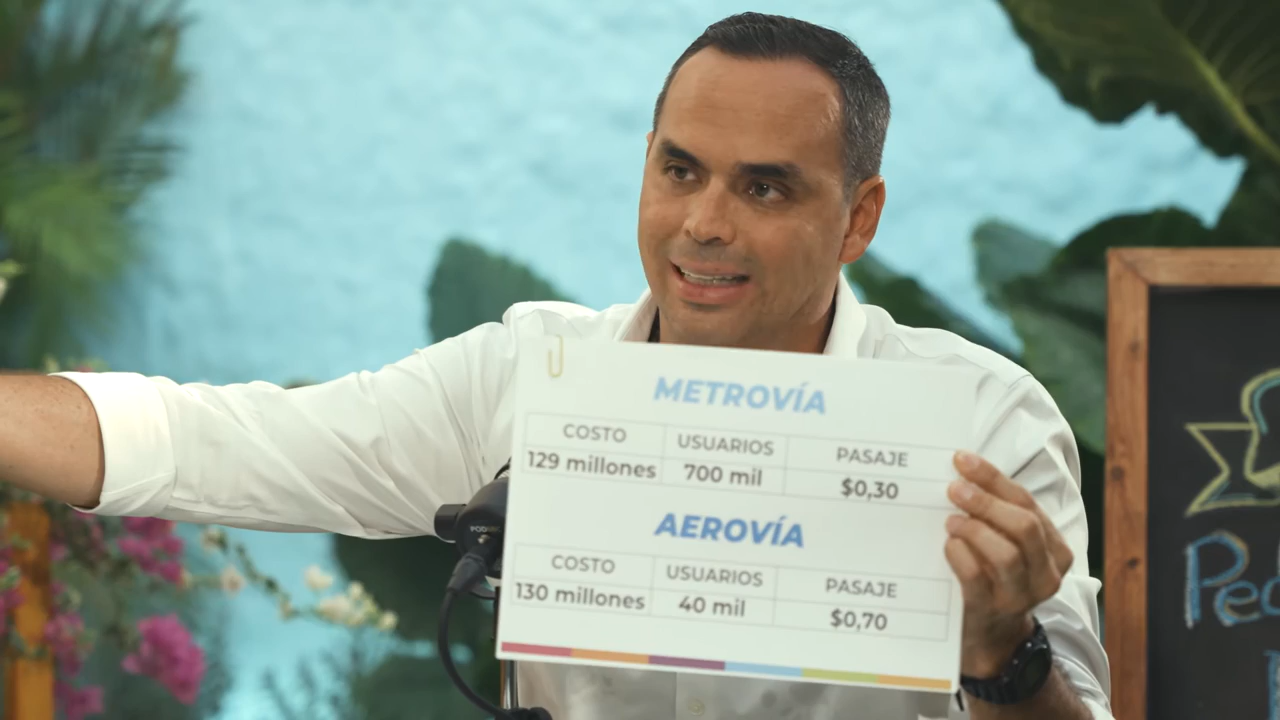 METROVÍA
COSTO USUARIOS PASAJE
129 millones 700 mil $0,30
AEROVÍA
COSTO USUARIOS PASAJE
130 millones 40 mil $0,70